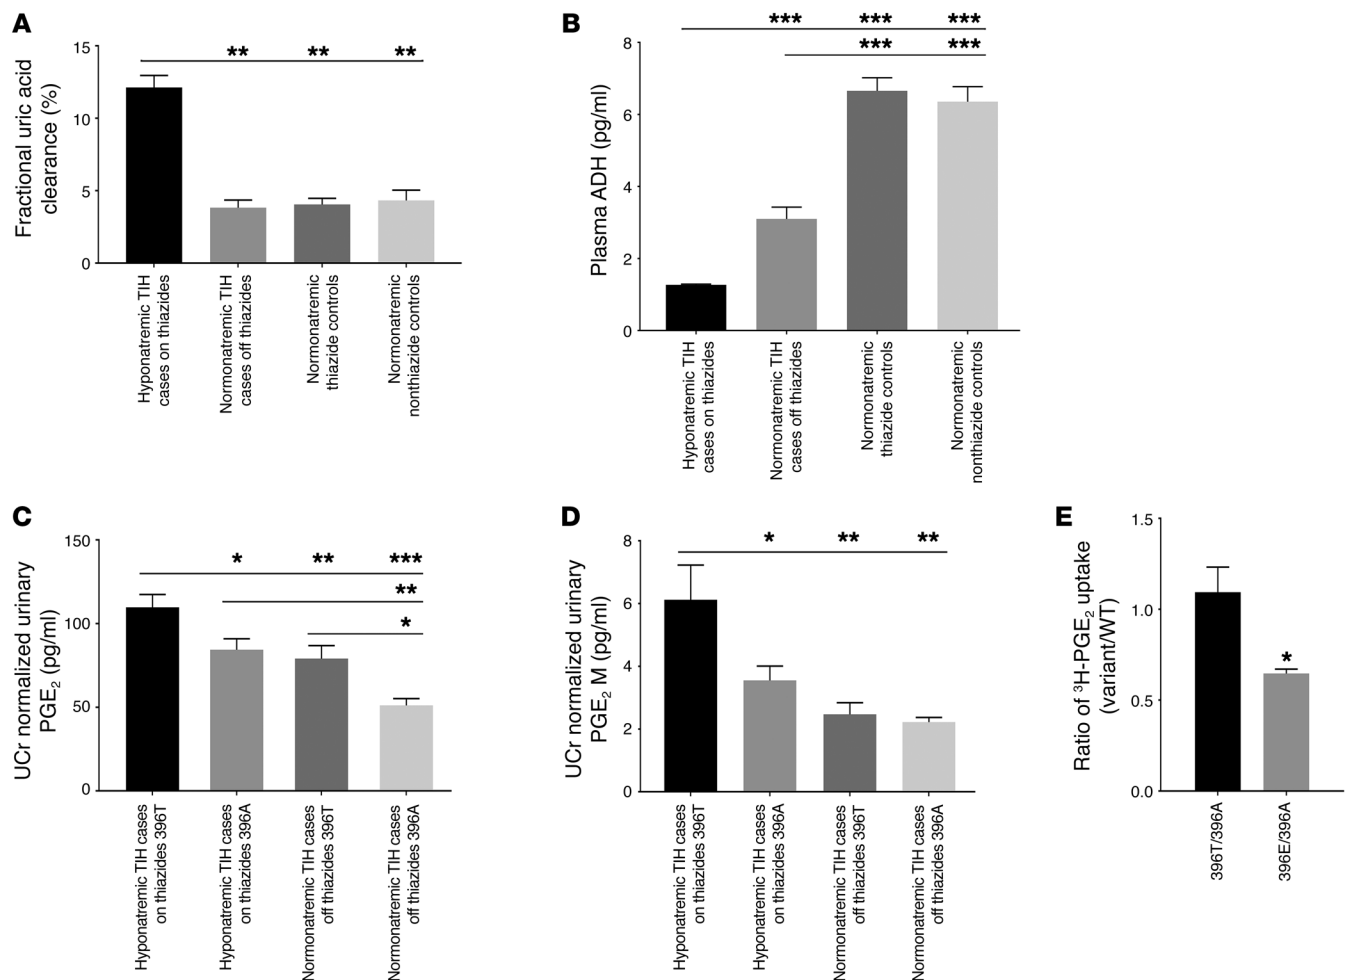 A
Fractional uric acid
clearance (%)
15
10
5
0
**
**
**
Hyponatremic TIH
cases on thiazides
Normonatremic TIH
cases off thiazides
Normonatremic
thiazide controls
Normonatremic
nonthiazide controls
B
Plasma ADH (pg/ml)
8
6
4
2
0
***
***
***
***
***
Hyponatremic TIH
cases on thiazides
Normonatremic TIH
cases off thiazides
Normonatremic
thiazide controls
Normonatremic
nonthiazide controls
C
UCr normalized urinary
PGE₂ (pg/ml)
150
100
50
0
*
**
***
**
*
Hyponatremic TIH cases
on thiazides 396T
Hyponatremic TIH cases
on thiazides 396A
Normonatremic TIH cases
off thiazides 396T
Normonatremic TIH cases
off thiazides 396A
D
UCr normalized urinary
PGE₂ M (pg/ml)
8
6
4
2
0
*
**
**
Hyponatremic TIH cases
on thiazides 396T
Hyponatremic TIH cases
on thiazides 396A
Normonatremic TIH cases
off thiazides 396T
Normonatremic TIH cases
off thiazides 396A
E
Ratio of ³H-PGE₂ uptake
(variant/WT)
1.5
1.0
0.5
0.0
*
396T/396A
396E/396A